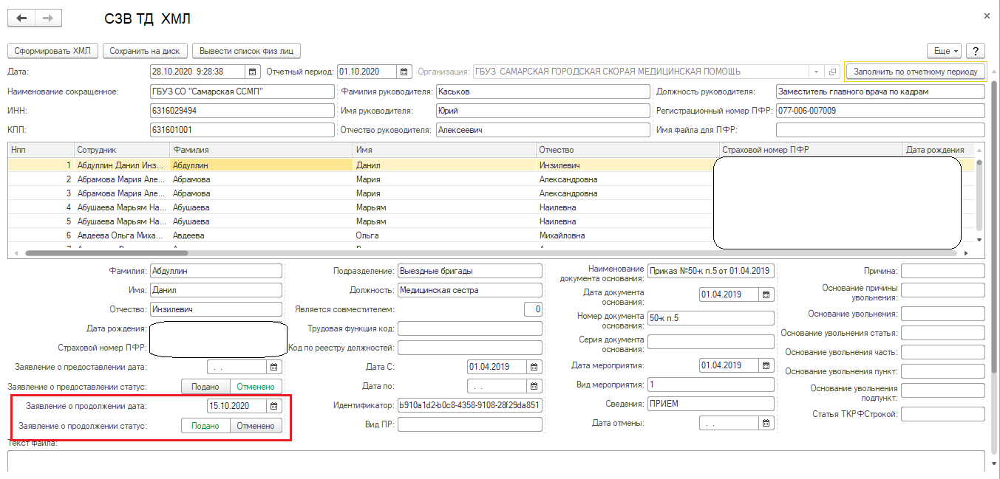 СЗВ ТД ХМЛ
Сформировать ХМЛ Сохранить на диск Вывести список физ лиц Еще ?
Дата: 28.10.2020 9:28:38 Отчетный период: 01.10.2020 Организация: ГБУЗ САМАРСКАЯ ГОРОДСКАЯ СКОРАЯ МЕДИЦИНСКАЯ ПОМОЩЬ Заполнить по отчетному периоду
Наименование сокращенное: ГБУЗ СО "Самарская ССМП" Фамилия руководителя: Каськов Должность руководителя: Заместитель главного врача по кадрам
ИНН: 6316029494 Имя руководителя: Юрий Регистрационный номер ПФР: 077-006-007009
КПП: 631601001 Отчество руководителя: Алексеевич Имя файла для ПФР:
Нпп Сотрудник Фамилия Имя Отчество Страховой номер ПФР Дата рождения
1 Абдуллин Данил Инз... Абдуллин Данил Инзилевич
2 Абрамова Мария Але... Абрамова Мария Александровна
3 Абрамова Мария Але... Абрамова Мария Александровна
4 Абушаева Марьям На... Абушаева Марьям Наилевна
5 Абушаева Марьям На... Абушаева Марьям Наилевна
6 Авдеева Ольга Миха... Авдеева Ольга Михайловна
Фамилия: Абдуллин
Имя: Данил
Отчество: Инзилевич
Дата рождения:
Страховой номер ПФР:
Заявление о предоставлении дата: . .
Заявление о предоставлении статус: Подано Отменено
Заявление о продолжении дата: 15.10.2020
Заявление о продолжении статус: Подано Отменено
Подразделение: Выездные бригады
Должность: Медицинская сестра
Является совместителем: 0
Трудовая функция код:
Код по реестру должностей:
Дата С: 01.04.2019
Дата по: . .
Идентификатор: b910a1d2-b0c8-4358-9108-28f29da851
Вид ПР:
Наименование
документа основания: Приказ №50-к п.5 от 01.04.2019
Дата документа
основания: 01.04.2019
Номер документа
основания: 50-к п.5
Серия документа
основания:
Дата мероприятия: 01.04.2019
Вид мероприятия: 1
Сведения: ПРИЕМ
Дата отмены: . .
Причина:
Основание причины
увольнения:
Основание увольнения:
Основание увольнения статья:
Основание увольнения часть:
Основание увольнения пункт:
Основание увольнения
подпункт:
Статья ТКРФСтрокой:
Текст файла: